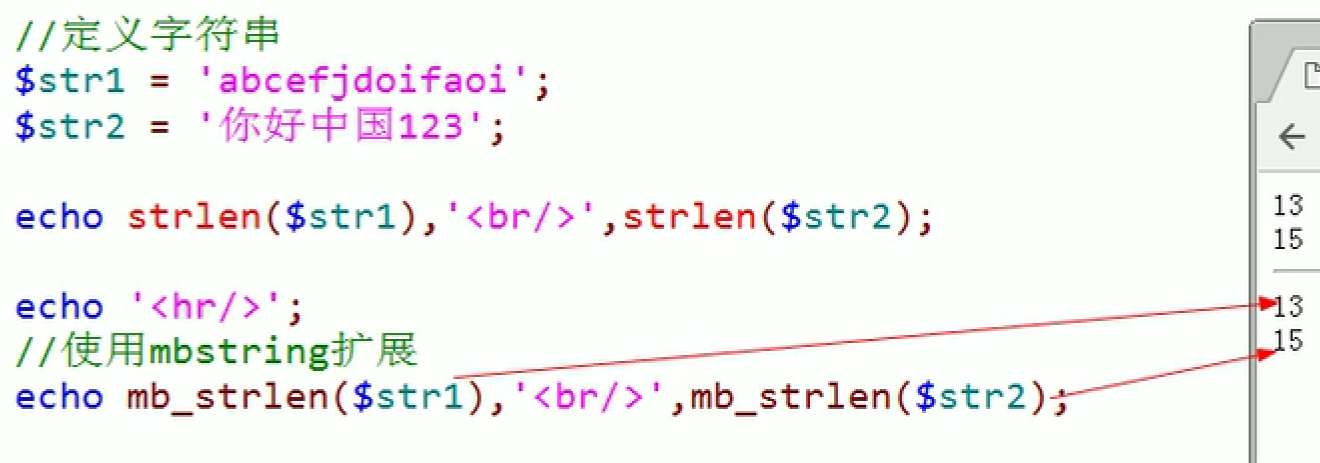 //定义字符串
$str1 = 'abcefjdoifaoi';
$str2 = '你好中国123';
echo strlen($str1),'<br/>',strlen($str2);
echo '<hr/>';
//使用mbstring扩展
echo mb_strlen($str1),'<br/>',mb_strlen($str2);
13
15
13
15